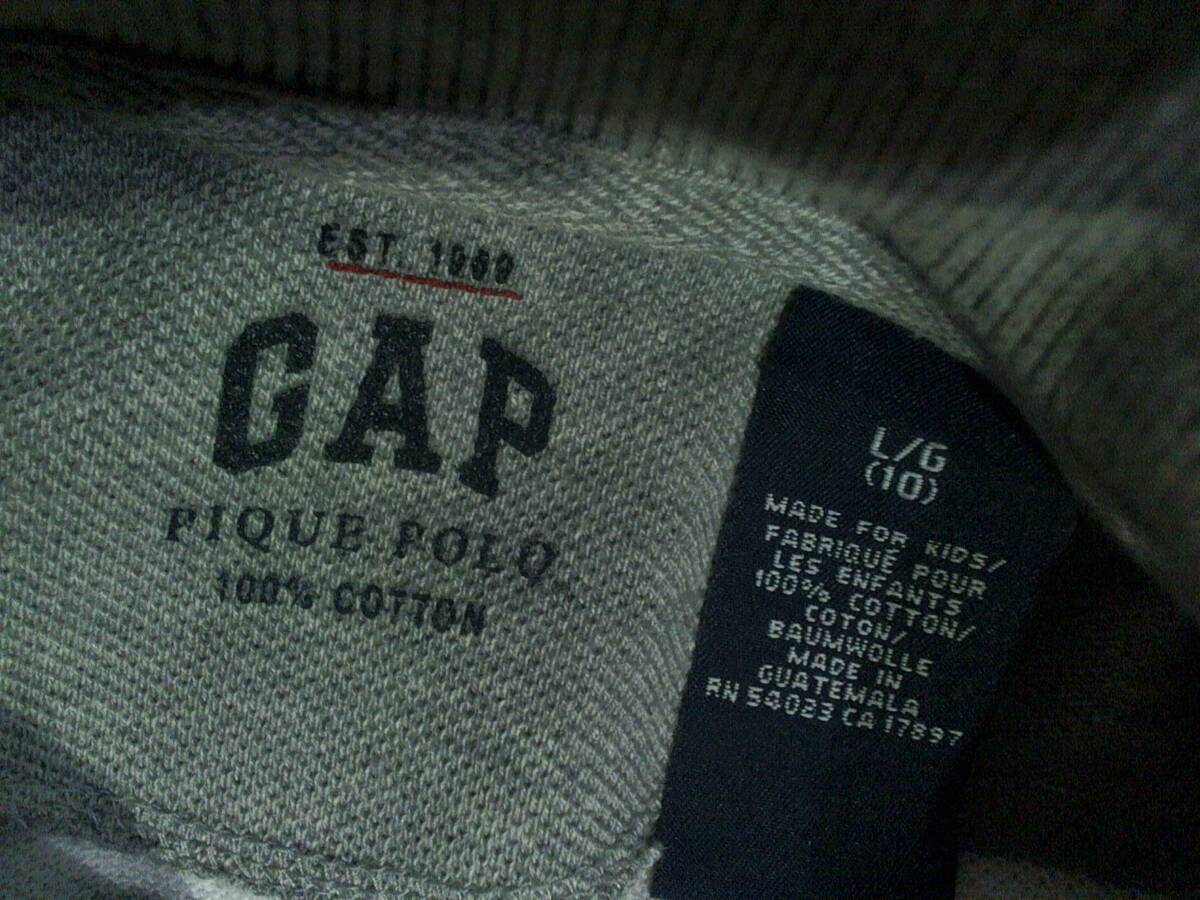 EST. 1969
GAP
PIQUE POLO
100% COTTON
L/G
(10)
MADE FOR KIDS/
FABRIQUÉ POUR
LES ENFANTS
100% COTTON/
COTON/
BAUMWOLLE
MADE IN
GUATEMALA
RN 54023 CA 17897